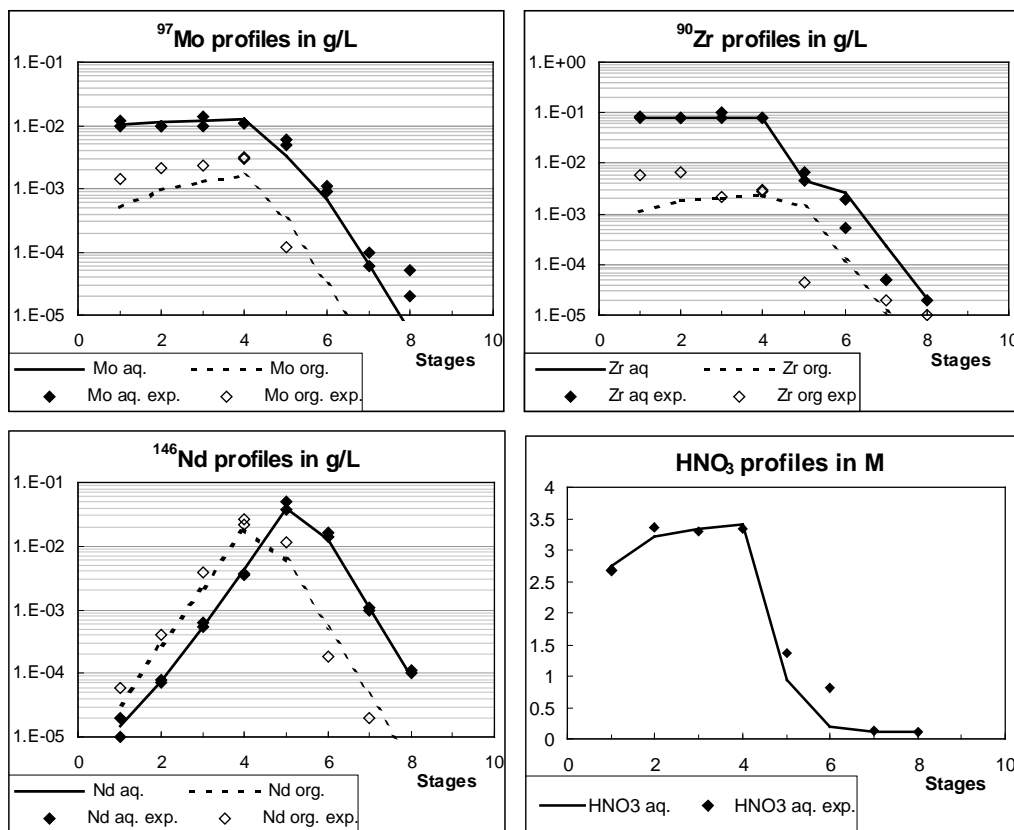 ⁹⁷Mo profiles in g/L
1.E-01
1.E-02
1.E-03
1.E-04
1.E-05
0 2 4 6 8 10
Stages
Mo aq. Mo org.
Mo aq. exp. Mo org. exp.
⁹⁰Zr profiles in g/L
1.E+00
1.E-01
1.E-02
1.E-03
1.E-04
1.E-05
0 2 4 6 8 10
Stages
Zr aq Zr org.
Zr aq exp. Zr org exp
¹⁴⁶Nd profiles in g/L
1.E-01
1.E-02
1.E-03
1.E-04
1.E-05
0 2 4 6 8 10
Stages
Nd aq. Nd org.
Nd aq. exp. Nd org. exp.
HNO₃ profiles in M
4
3.5
3
2.5
2
1.5
1
0.5
0
0 2 4 6 8 10
Stages
HNO3 aq. HNO3 aq. exp.